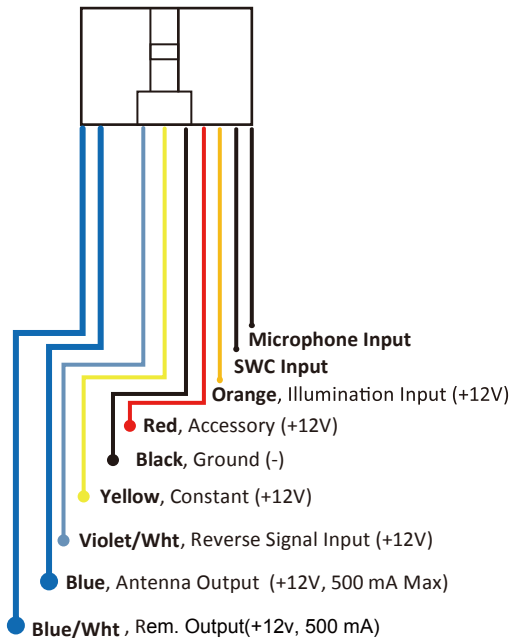 Microphone Input
SWC Input
Orange, Illumination Input (+12V)
Red, Accessory (+12V)
Black, Ground (-)
Yellow, Constant (+12V)
Violet/Wht, Reverse Signal Input (+12V)
Blue, Antenna Output (+12V, 500 mA Max)
Blue/Wht , Rem. Output(+12v, 500 mA)